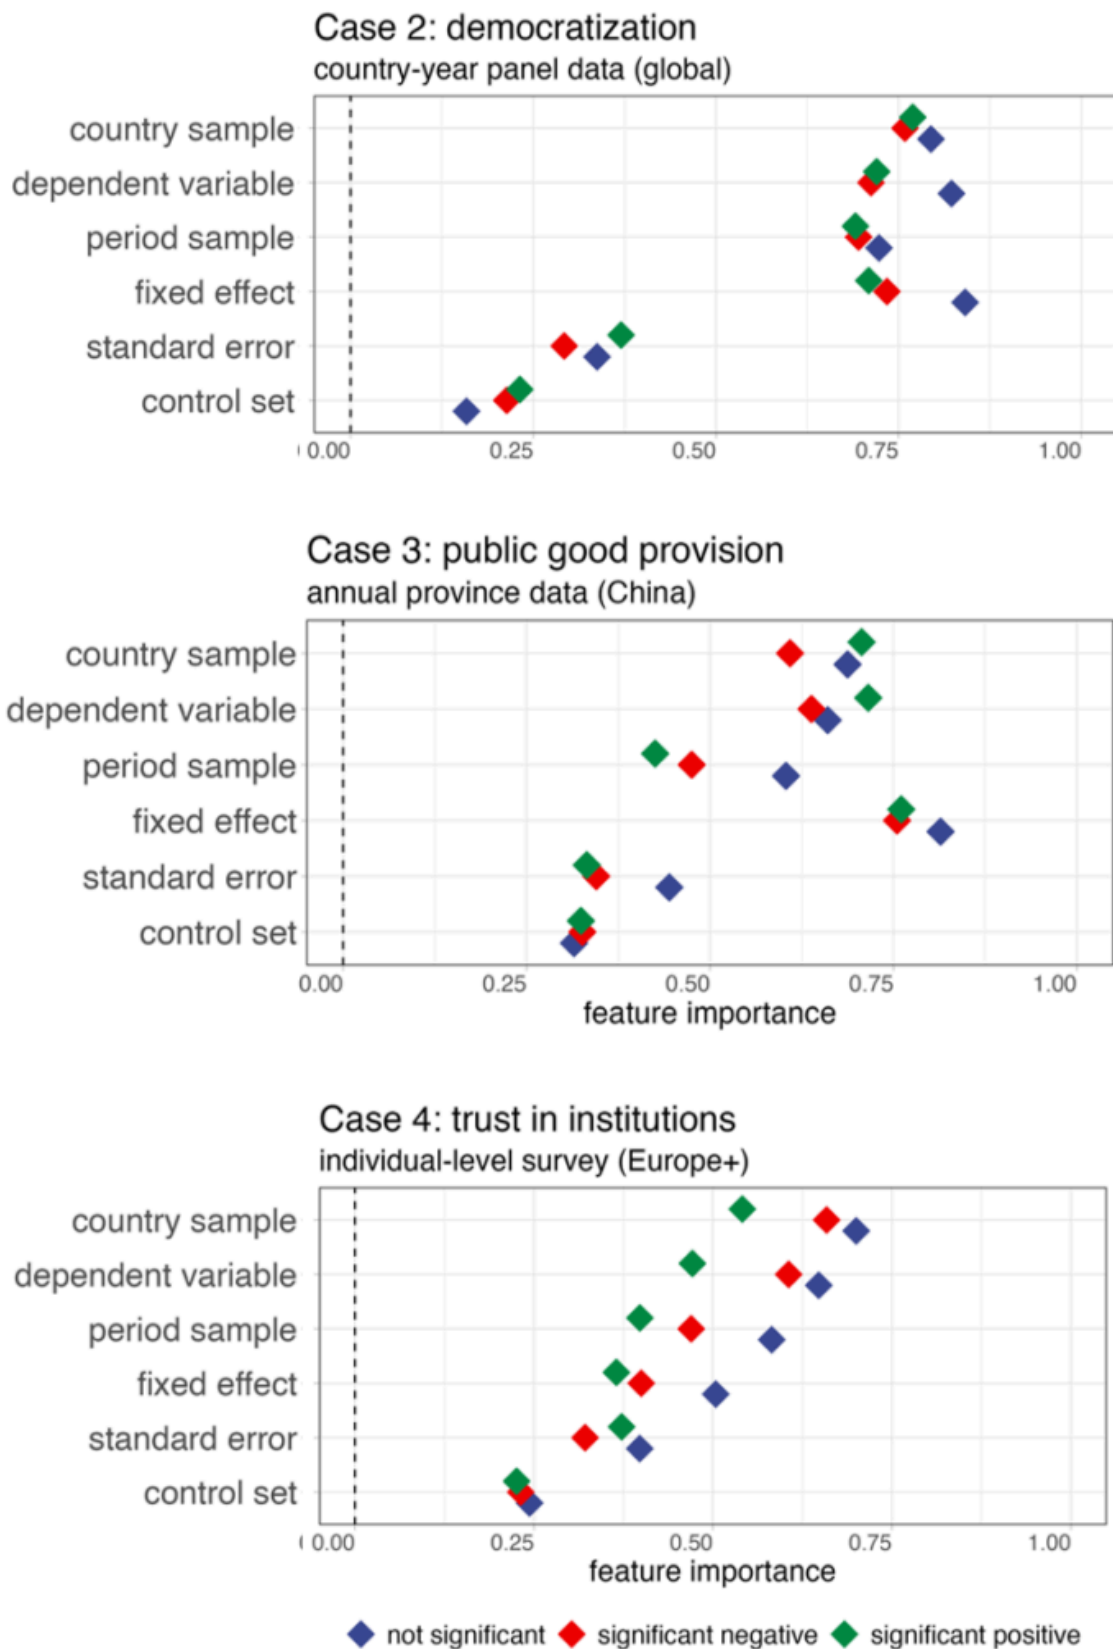 Case 2: democratization
country-year panel data (global)
country sample
dependent variable
period sample
fixed effect
standard error
control set
0.00 0.25 0.50 0.75 1.00
Case 3: public good provision
annual province data (China)
country sample
dependent variable
period sample
fixed effect
standard error
control set
0.00 0.25 0.50 0.75 1.00
feature importance
Case 4: trust in institutions
individual-level survey (Europe+)
country sample
dependent variable
period sample
fixed effect
standard error
control set
0.00 0.25 0.50 0.75 1.00
feature importance
not significant significant negative significant positive